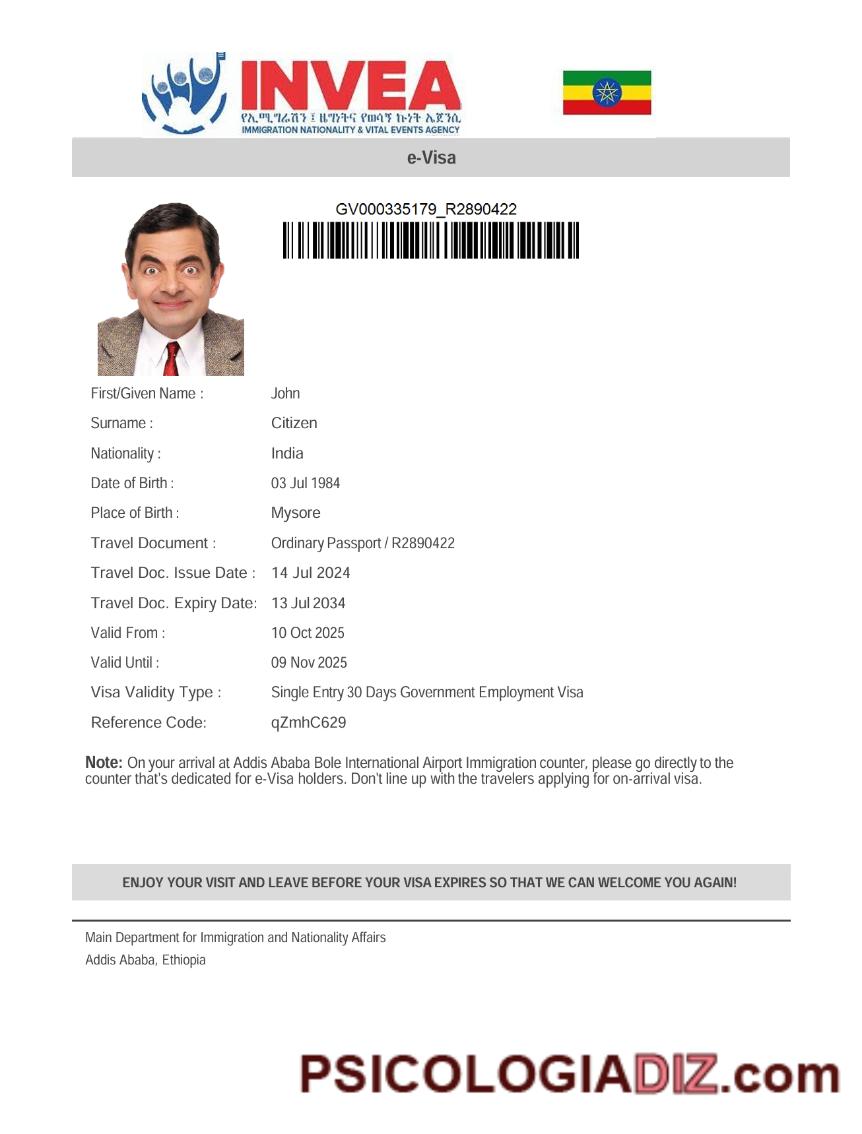 INVEA
የኢሚግሬሽን ፤ ዜግነትና የወሳኝ ኩነት ኤጀንሲ
IMMIGRATION NATIONALITY & VITAL EVENTS AGENCY
e-Visa
GV000335179_R2890422
First/Given Name : John
Surname : Citizen
Nationality : India
Date of Birth : 03 Jul 1984
Place of Birth : Mysore
Travel Document : Ordinary Passport / R2890422
Travel Doc. Issue Date : 14 Jul 2024
Travel Doc. Expiry Date: 13 Jul 2034
Valid From : 10 Oct 2025
Valid Until : 09 Nov 2025
Visa Validity Type : Single Entry 30 Days Government Employment Visa
Reference Code: qZmhC629
Note: On your arrival at Addis Ababa Bole International Airport Immigration counter, please go directly to the
counter that's dedicated for e-Visa holders. Don't line up with the travelers applying for on-arrival visa.
ENJOY YOUR VISIT AND LEAVE BEFORE YOUR VISA EXPIRES SO THAT WE CAN WELCOME YOU AGAIN!
Main Department for Immigration and Nationality Affairs
Addis Ababa, Ethiopia
PSICOLOGIADIZ.com